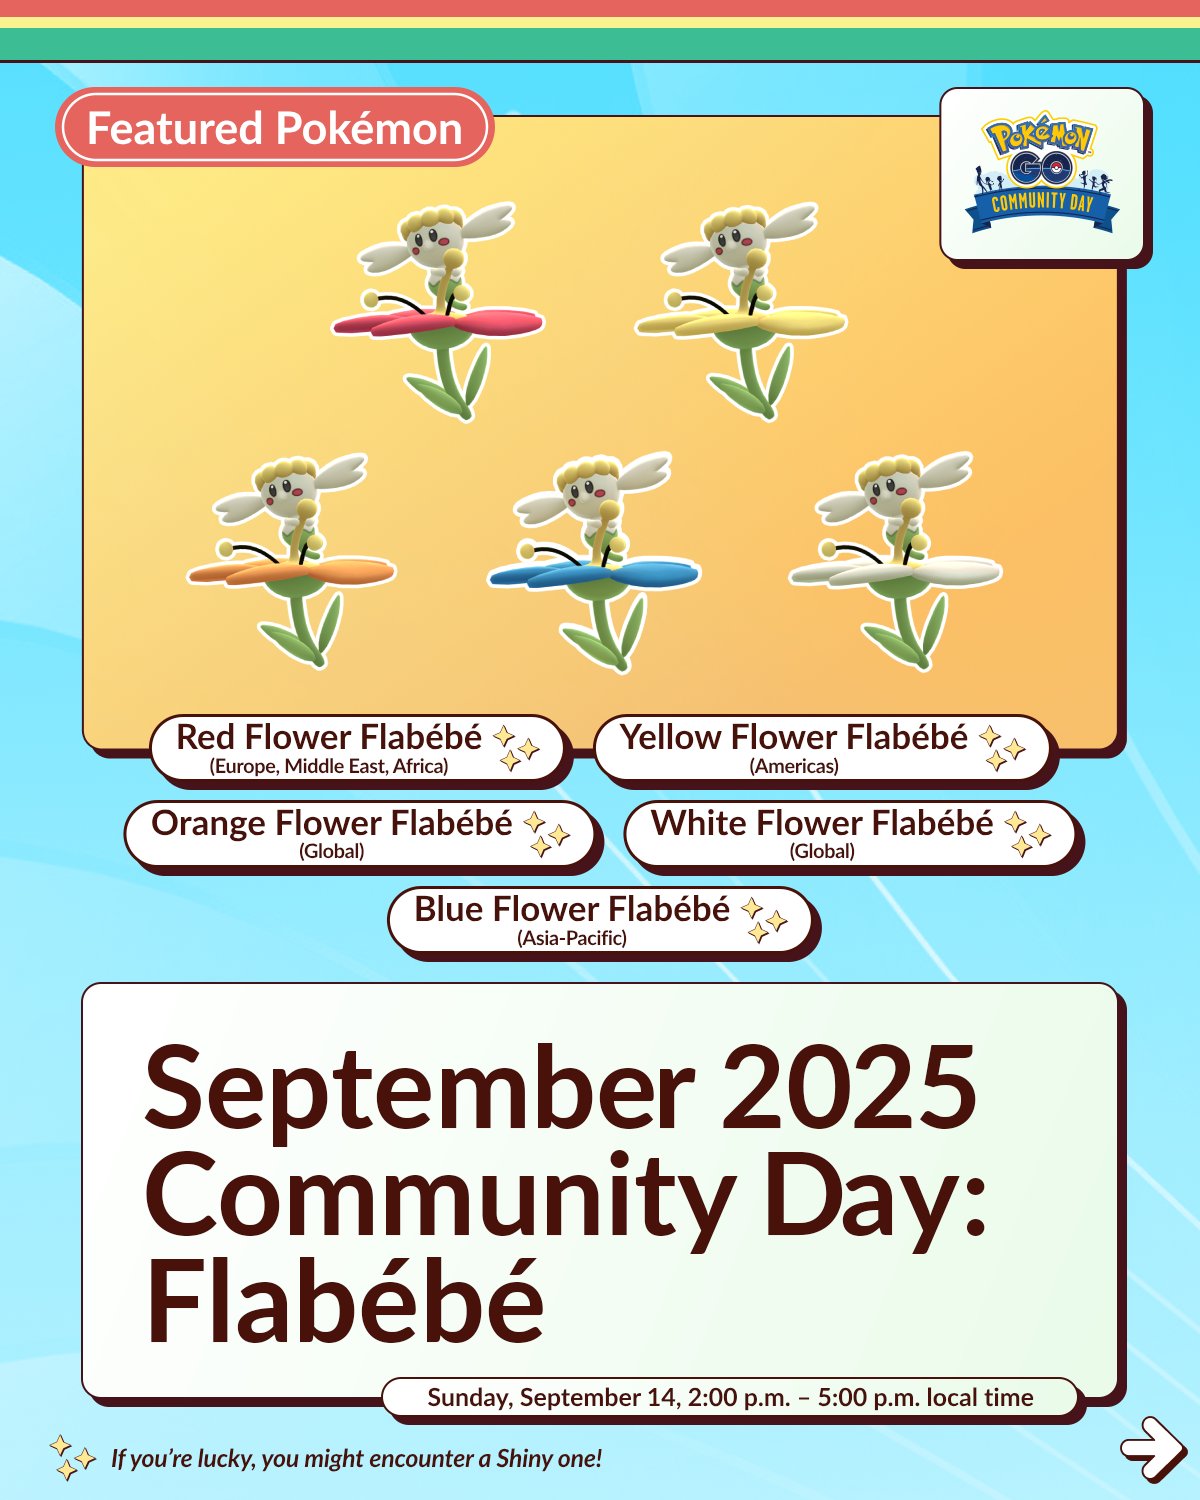 Featured Pokémon
Pokémon
GO
COMMUNITY DAY
Red Flower Flabébé
(Europe, Middle East, Africa)
Yellow Flower Flabébé
(Americas)
Orange Flower Flabébé
(Global)
White Flower Flabébé
(Global)
Blue Flower Flabébé
(Asia-Pacific)
September 2025
Community Day:
Flabébé
Sunday, September 14, 2:00 p.m. – 5:00 p.m. local time
If you’re lucky, you might encounter a Shiny one!